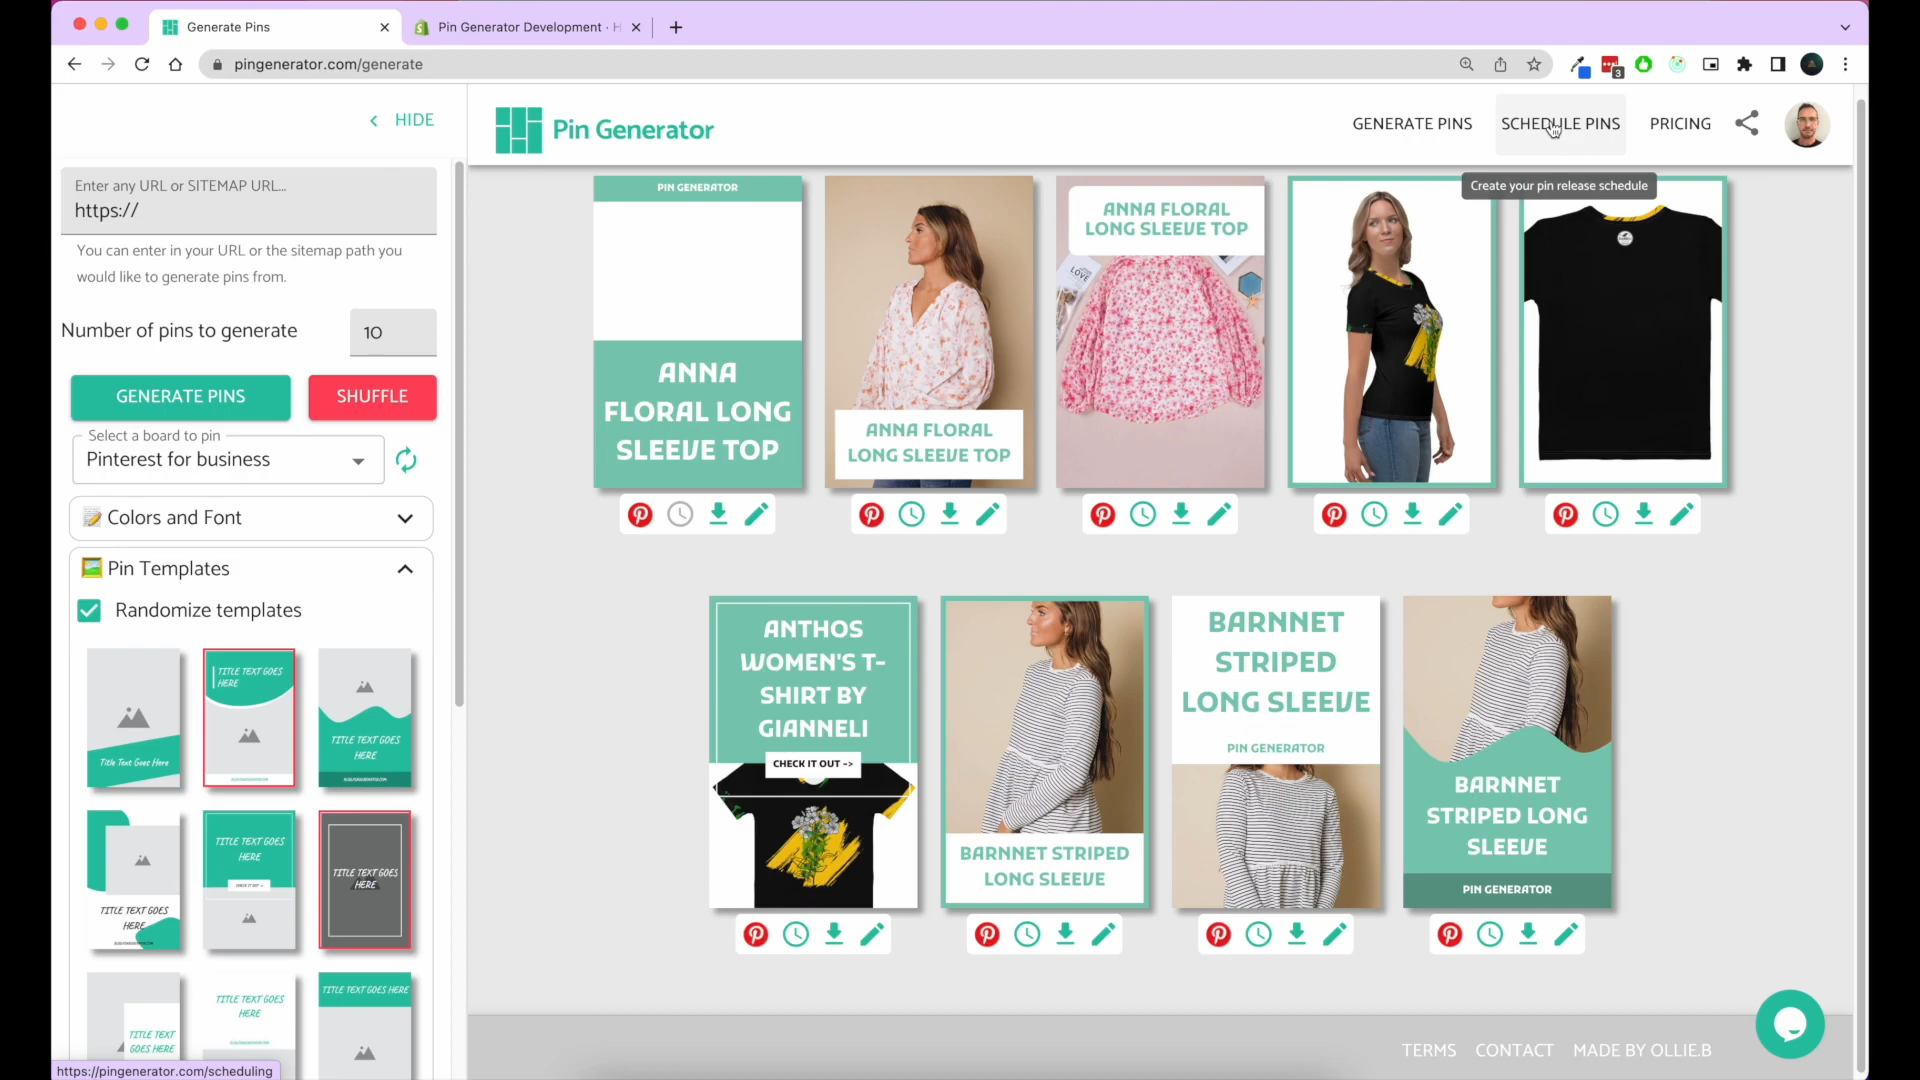 Generate Pins
Pin Generator Development · H
pingenerator.com/generate
3
HIDE
Pin Generator
GENERATE PINS
SCHEDULE PINS
PRICING
Create your pin release schedule
Enter any URL or SITEMAP URL...
https://
You can enter in your URL or the sitemap path you
would like to generate pins from.
Number of pins to generate
10
GENERATE PINS
SHUFFLE
Select a board to pin
Pinterest for business
Colors and Font
Pin Templates
Randomize templates
Title Text Goes Here
TITLE TEXT GOES
HERE
TITLE TEXT GOES
HERE
TITLE TEXT GOES
HERE
TITLE TEXT GOES
HERE
CHECK IT OUT ->
TITLE TEXT GOES
HERE
TITLE TEXT
GOES HERE
TITLE TEXT GOES
HERE
TITLE TEXT GOES HERE
PIN GENERATOR
ANNA
FLORAL LONG
SLEEVE TOP
ANNA FLORAL
LONG SLEEVE TOP
ANNA FLORAL
LONG SLEEVE TOP
LOVE
ANTHOS
WOMEN'S T-
SHIRT BY
GIANNELI
CHECK IT OUT ->
BARNNET STRIPED
LONG SLEEVE
BARNNET
STRIPED
LONG SLEEVE
PIN GENERATOR
BARNNET
STRIPED LONG
SLEEVE
PIN GENERATOR
TERMS
CONTACT
MADE BY OLLIE.B
https://pingenerator.com/scheduling